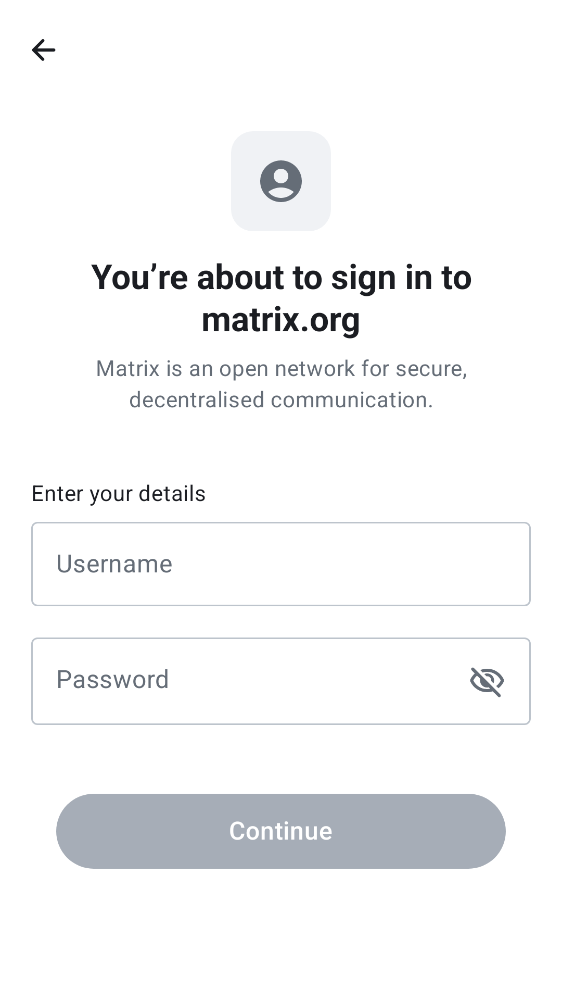 You’re about to sign in to
matrix.org
Matrix is an open network for secure,
decentralised communication.
Enter your details
Username
Password
Continue